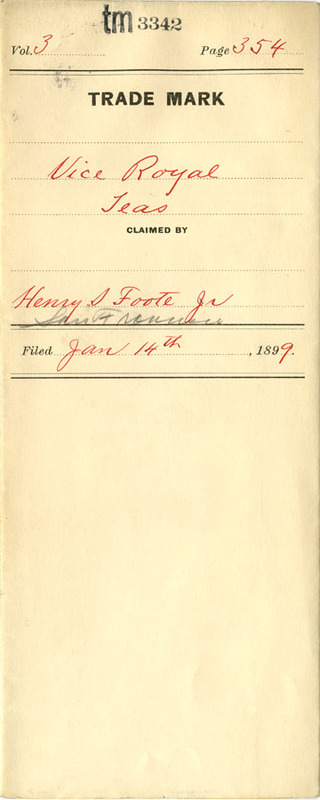 tm 3342
Vol. 3 Page 354
TRADE MARK
Vice Royal
Teas
CLAIMED BY
Henry S Foote Jr
San Francisco
Filed Jan 14th, 1899.